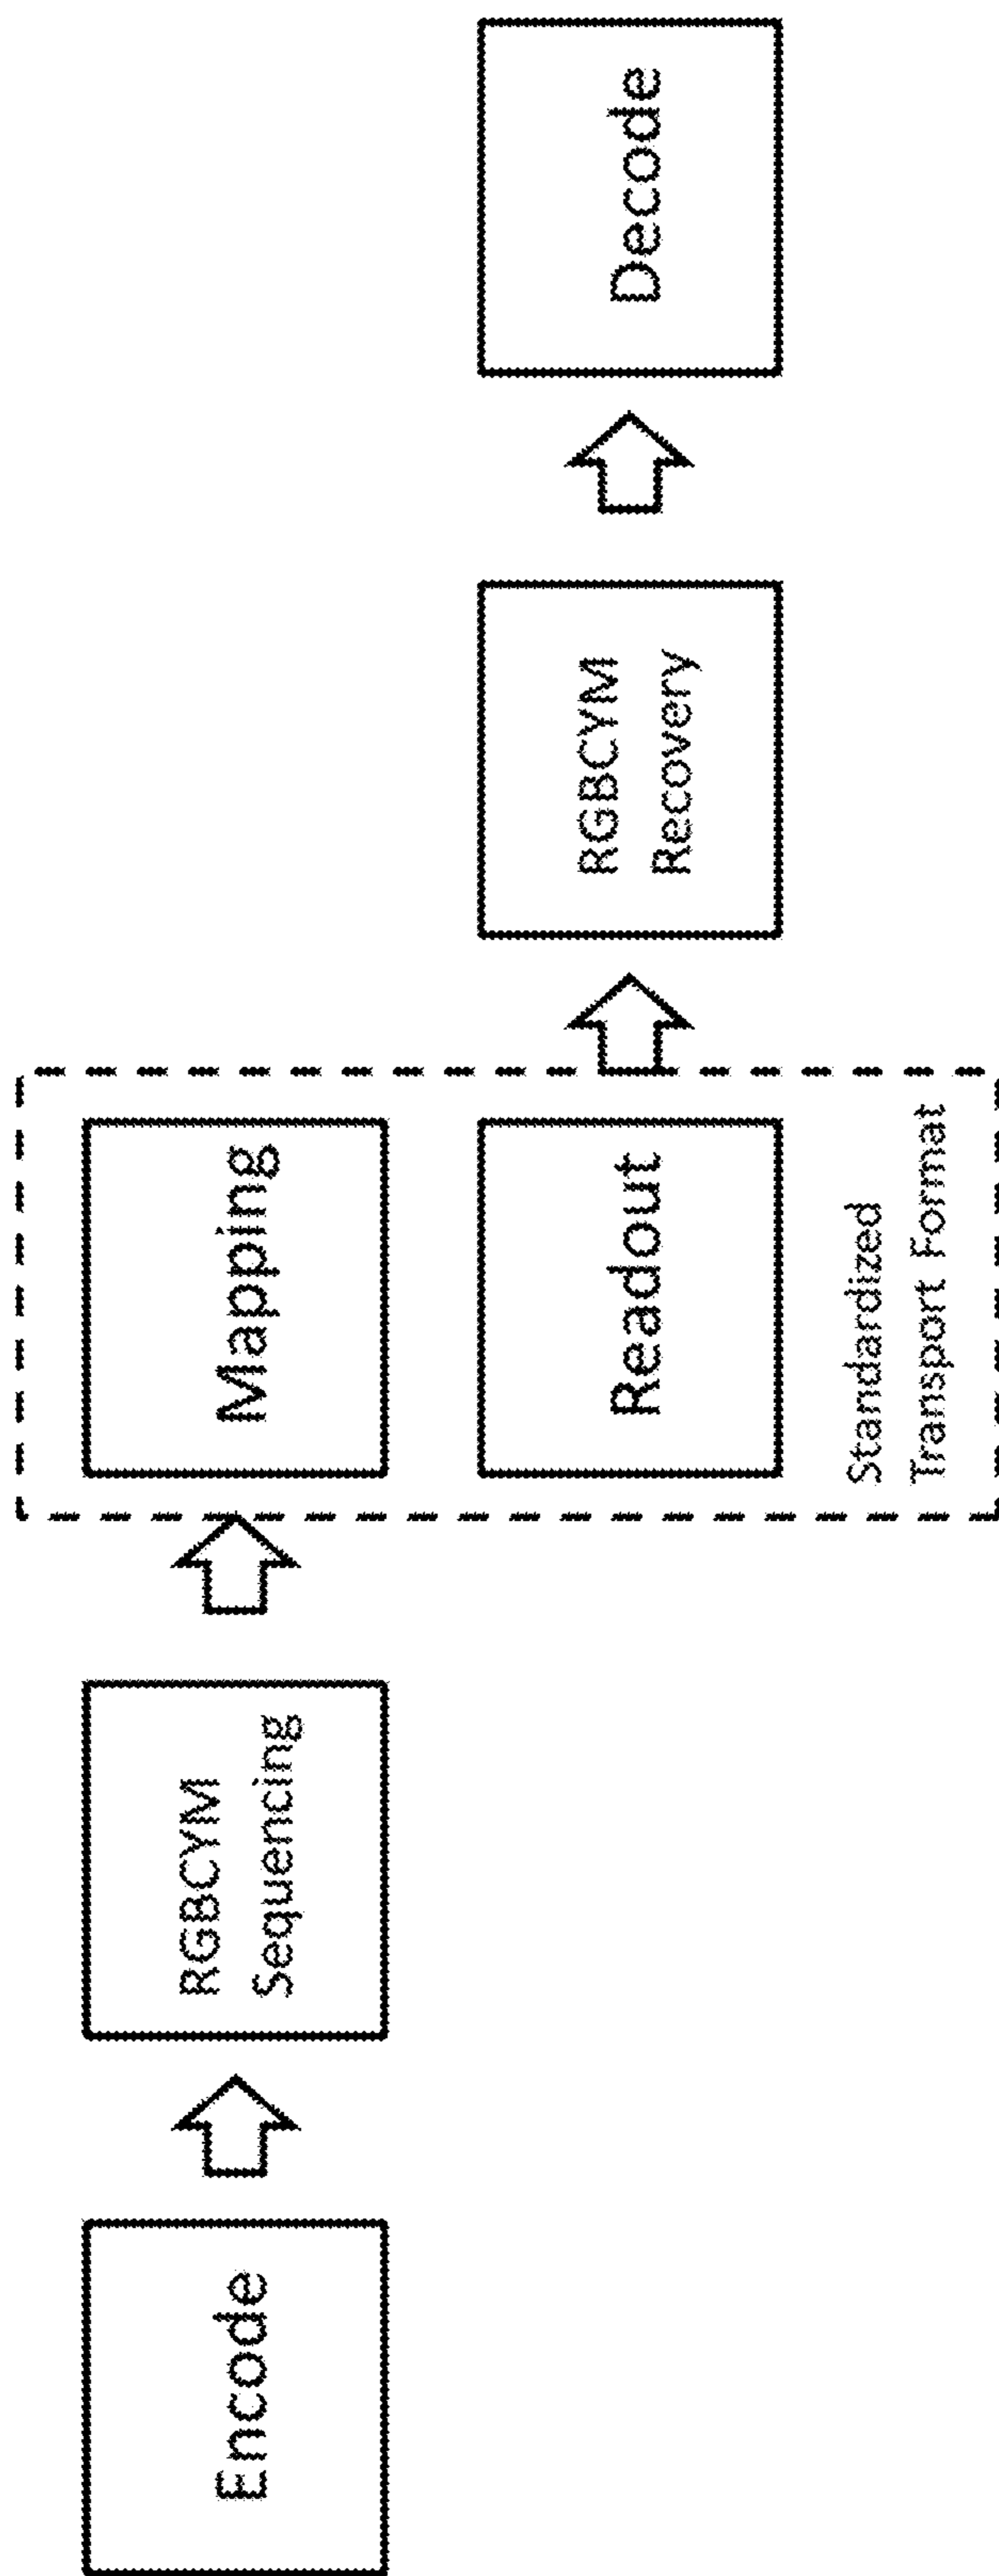 Encode
RGBCYM
Sequencing
Mapping
Readout
Standardized
Transport Format
RGBCYM
Recovery
Decode